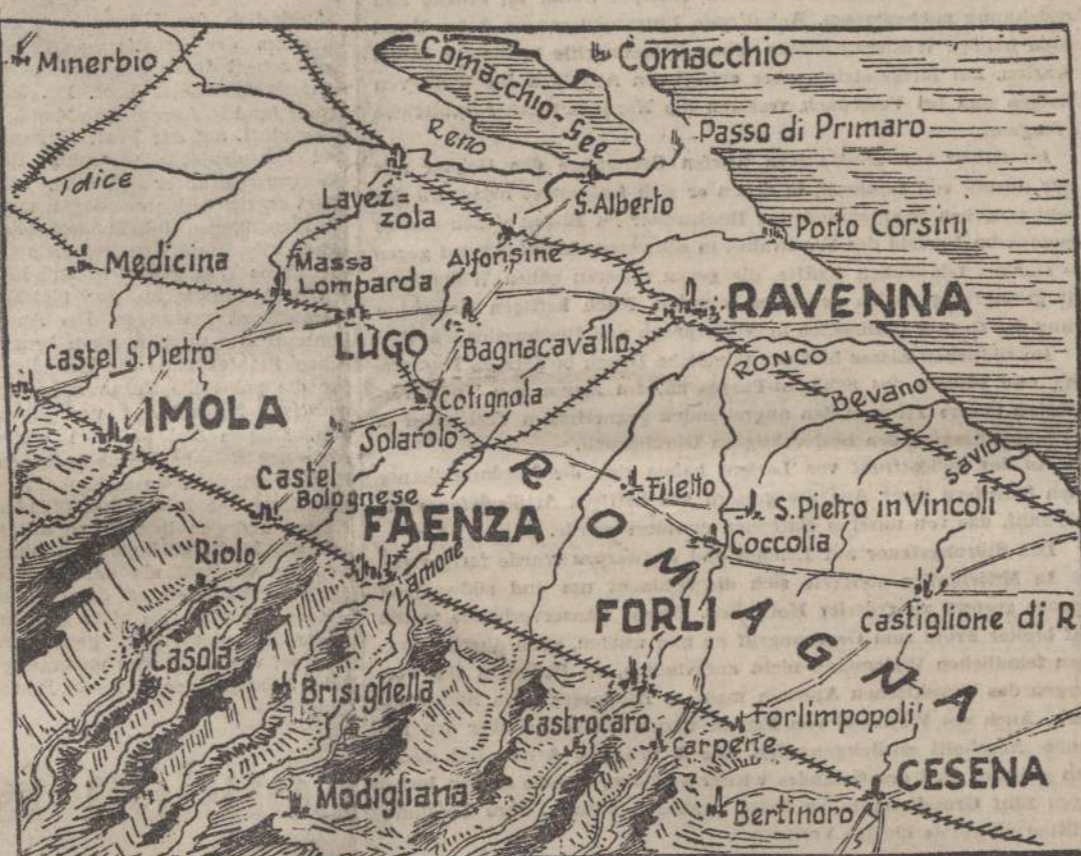 Minerbio
Comacchio-See
Comacchio
Reno
Passo di Primaro
Idice
Lavez=
zola
S.Alberto
Medicina
Massa
Lombarda
Alfonsine
Porto Corsini
RAVENNA
Castel S.Pietro
LUGO
Bagnacavallo
RONCO
Bevano
Savio
IMOLA
Cotignola
Solarolo
Castel
Bolognese
FAENZA
ROMAGNA
Filetto
S.Pietro in Vincoli
Coccolia
Riolo
Lamone
FORLI
Castiglione di R
Casola
Brisighella
Castrocaro
Forlimpopoli
Carpene
CESENA
Modigliana
Bertinoro